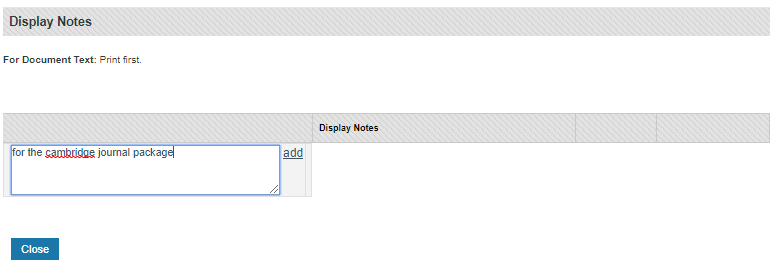 Display Notes
For Document Text: Print first.
Display Notes
for the cambridge journal package
add
Close